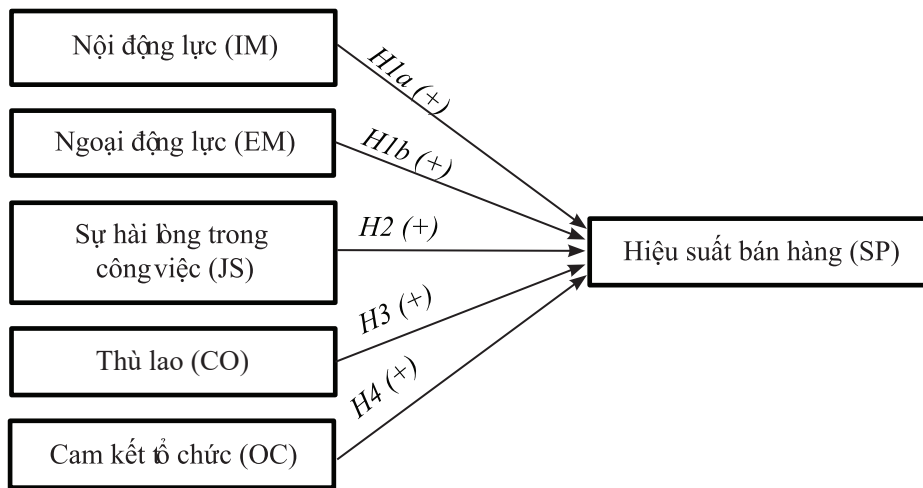 Nội động lực (IM)
H1a (+)
Ngoại động lực (EM)
H1b (+)
Sự hài lòng trong
công việc (JS)
H2 (+)
Hiệu suất bán hàng (SP)
H3 (+)
Thù lao (CO)
H4 (+)
Cam kết tổ chức (OC)